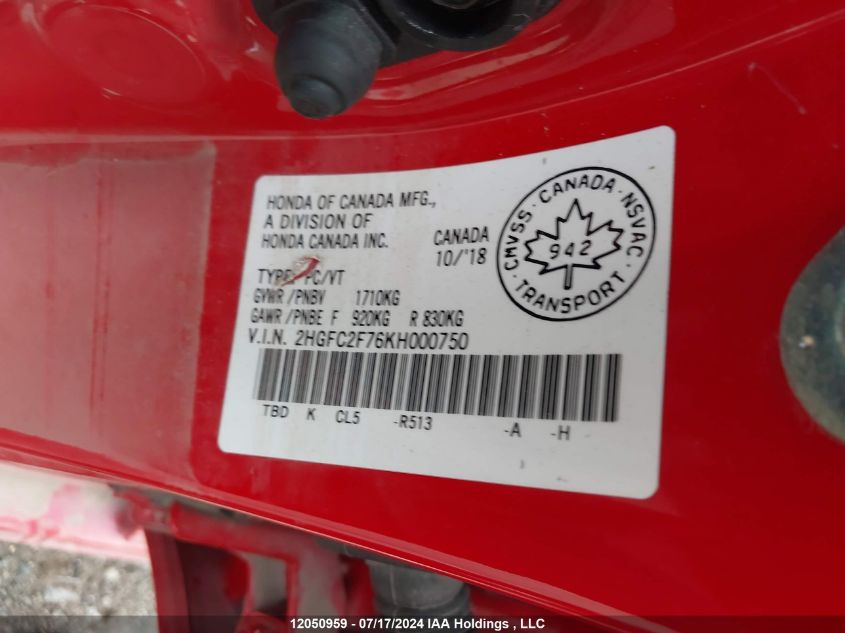 HONDA OF CANADA MFG.,
A DIVISION OF
HONDA CANADA INC.
CANADA
10/'18
TYPE: PC/VT
GVWR/PNBV 1710KG
GAWR/PNBE F 920KG R 830KG
V.I.N. 2HGFC2F76KH000750
TBD K CL5 -R513 -A -H
CMVSS · CANADA · NSVAC · TRANSPORT ·
942
12050959 - 07/17/2024 IAA Holdings , LLC